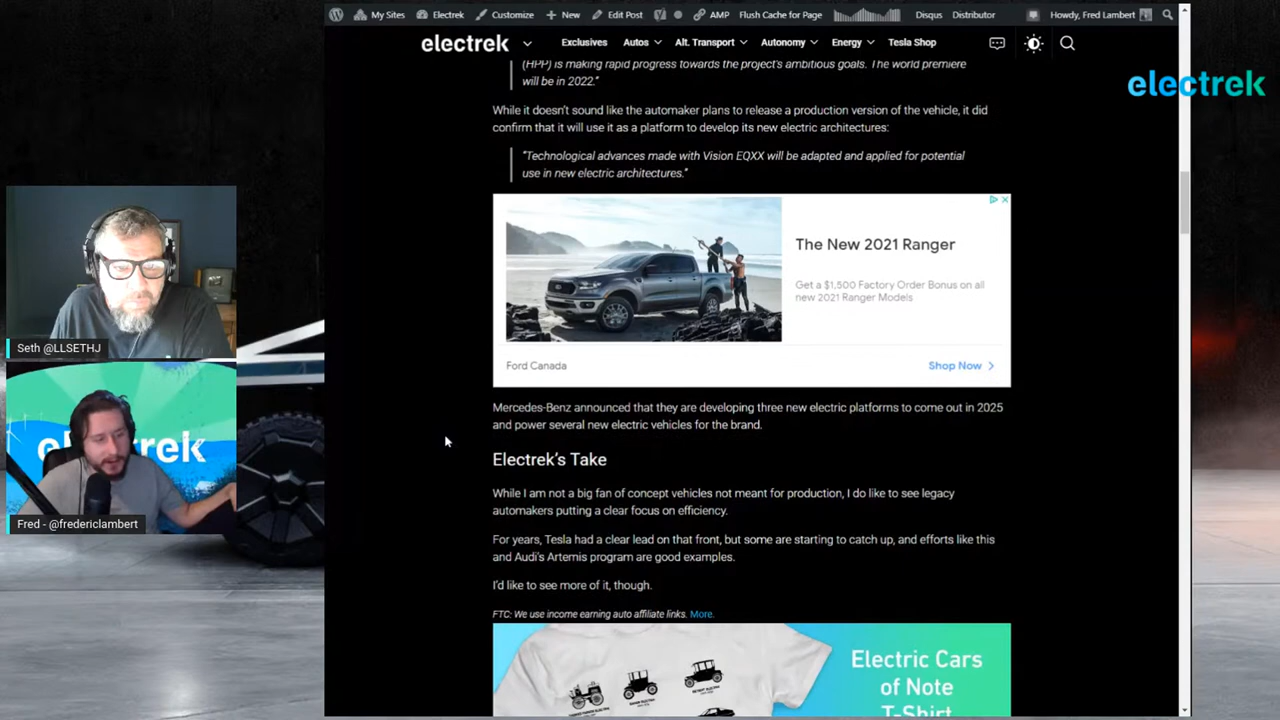 My Sites
Electrek
Customize
New
Edit Post
AMP
Flush Cache for Page
Disqus
Distributor
Howdy, Fred Lambert
electrek
Exclusives
Autos
Alt. Transport
Autonomy
Energy
Tesla Shop
(HPP) is making rapid progress towards the project's ambitious goals. The world premiere
will be in 2022."
electrek
While it doesn't sound like the automaker plans to release a production version of the vehicle, it did
confirm that it will use it as a platform to develop its new electric architectures:
"Technological advances made with Vision EQXX will be adapted and applied for potential
use in new electric architectures."
The New 2021 Ranger
Get a $1,500 Factory Order Bonus on all
new 2021 Ranger Models
Ford Canada
Shop Now
Seth @LLSETHJ
Mercedes-Benz announced that they are developing three new electric platforms to come out in 2025
and power several new electric vehicles for the brand.
Electrek's Take
While I am not a big fan of concept vehicles not meant for production, I do like to see legacy
automakers putting a clear focus on efficiency.
Fred - @fredericlambert
For years, Tesla had a clear lead on that front, but some are starting to catch up, and efforts like this
and Audi's Artemis program are good examples.
I'd like to see more of it, though.
FTC: We use income earning auto affiliate links. More.
Electric Cars
of Note
T-Shirt